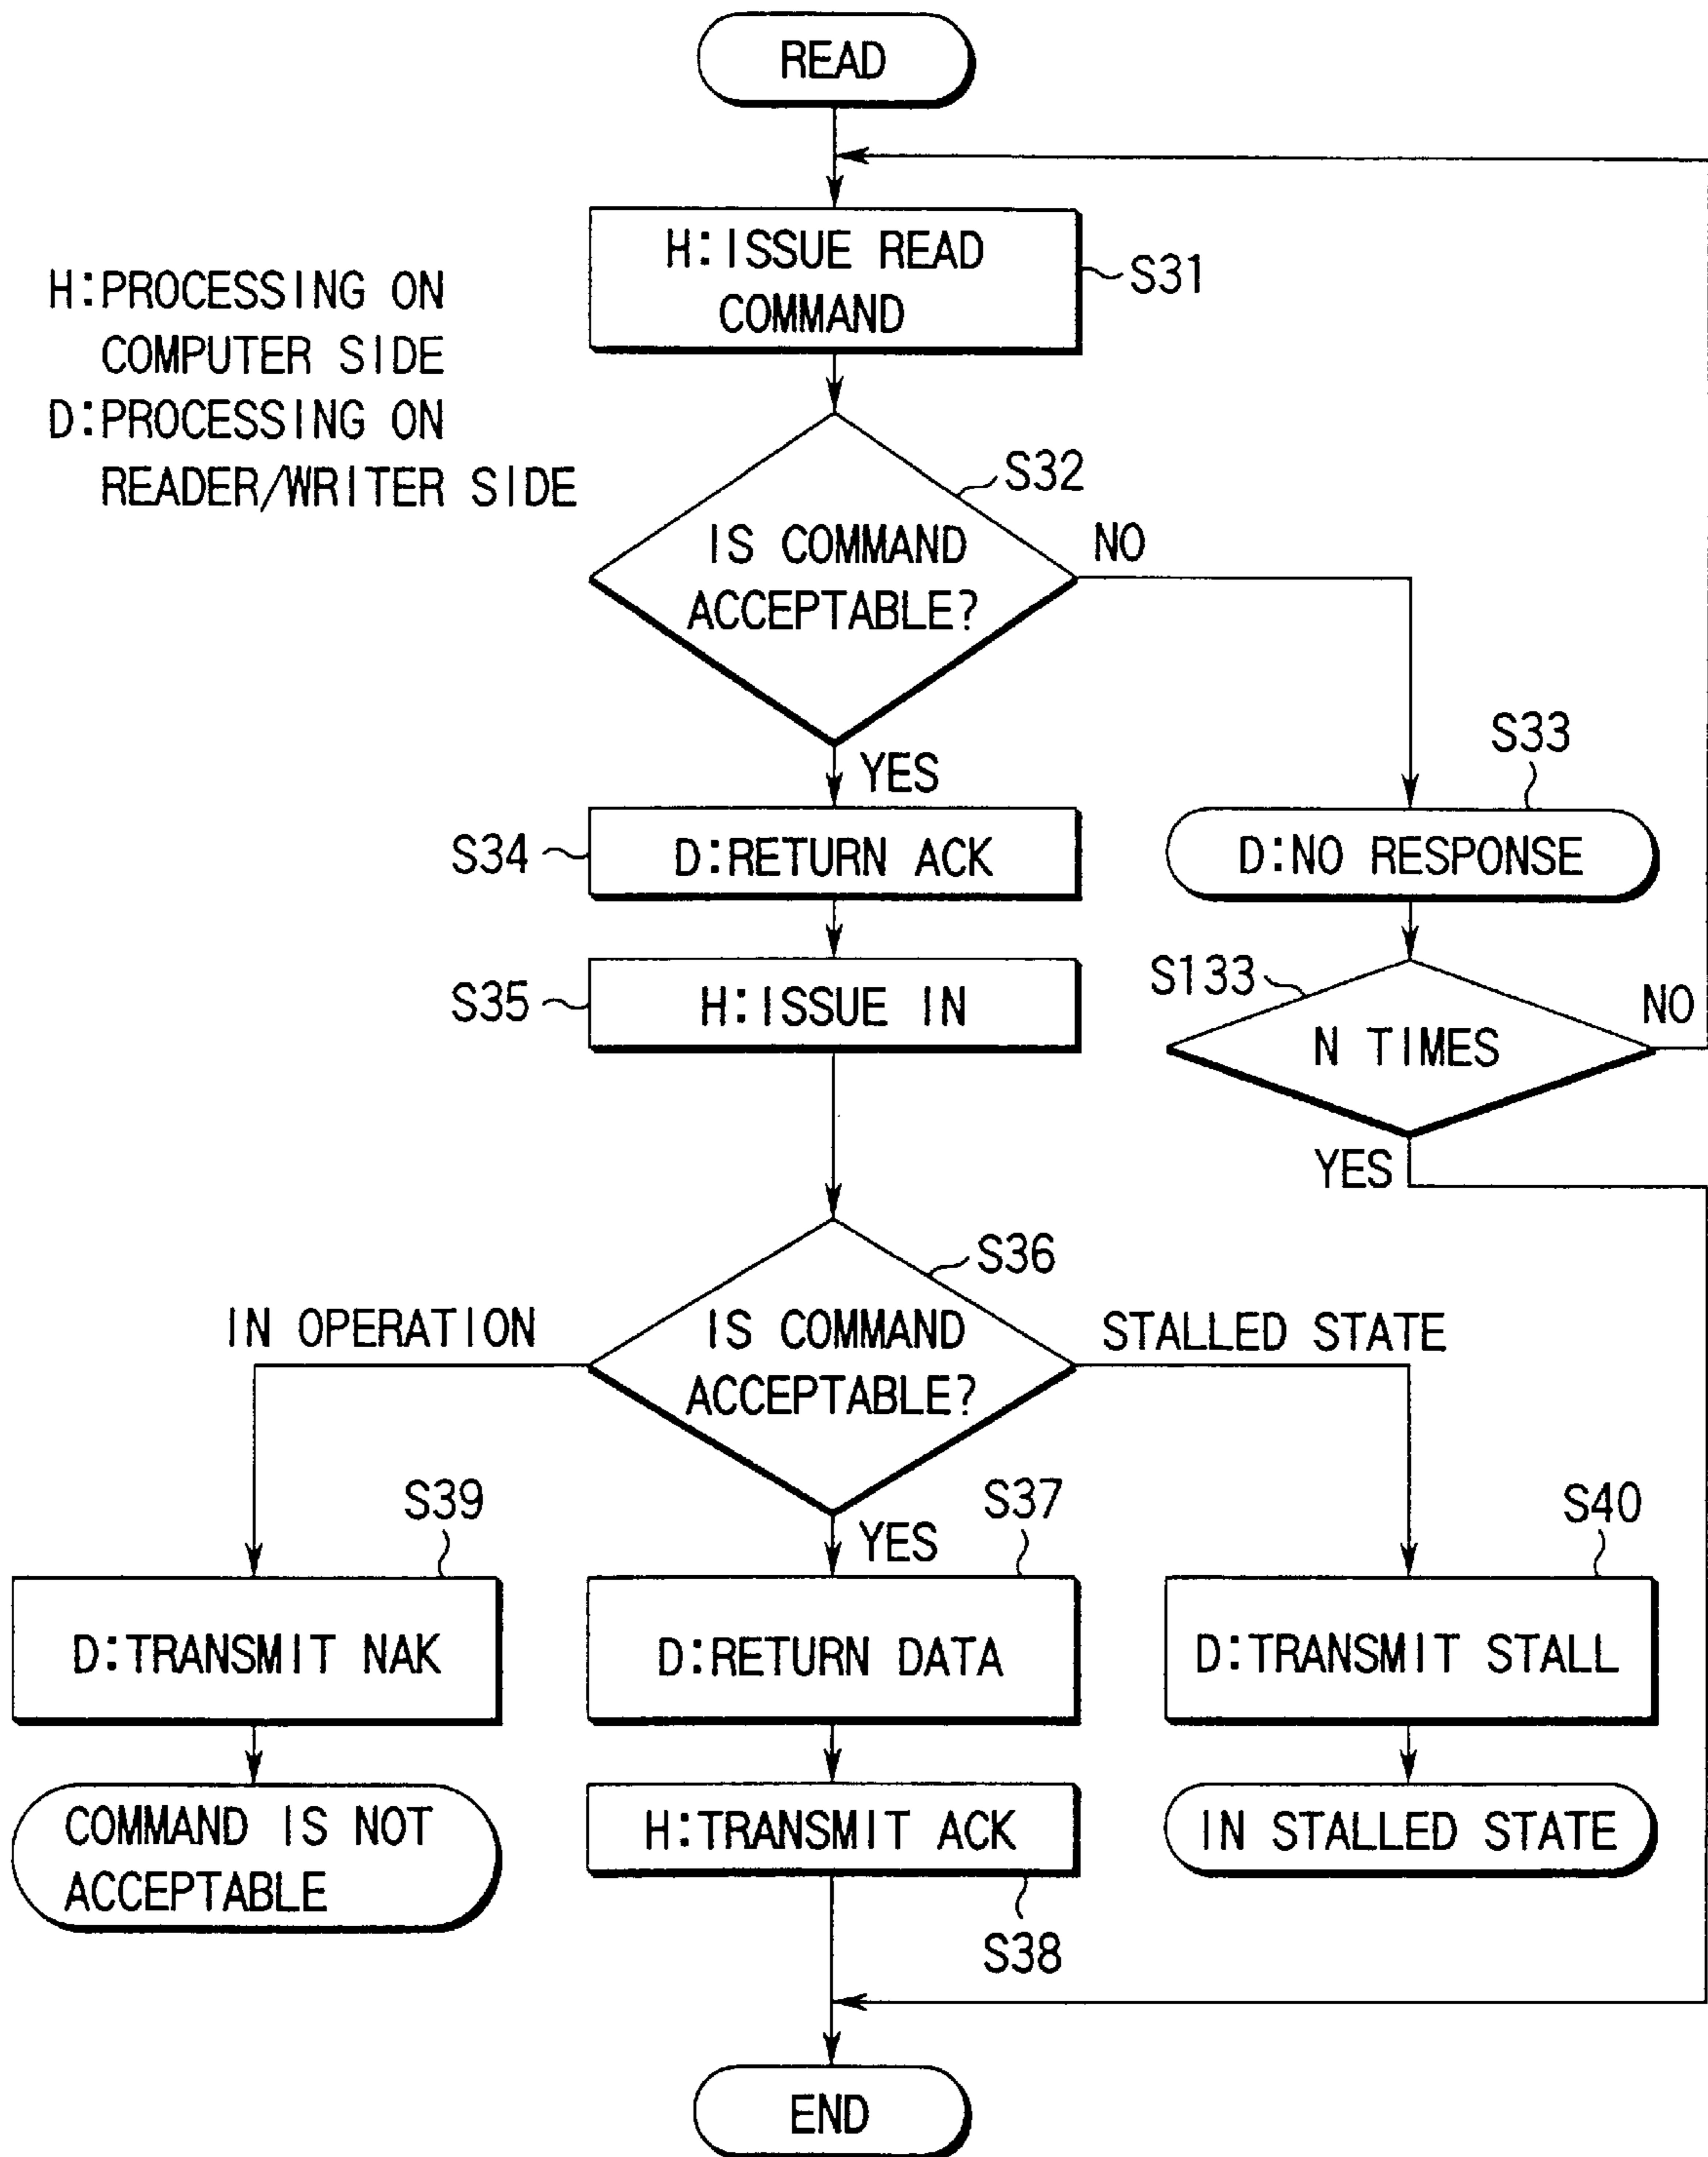 READ
H:ISSUE READ
COMMAND
S31
H:PROCESSING ON
COMPUTER SIDE
D:PROCESSING ON
READER/WRITER SIDE
S32
IS COMMAND
ACCEPTABLE?
NO
YES
S33
S34
D:RETURN ACK
D:NO RESPONSE
S35
H:ISSUE IN
S133
N TIMES
NO
YES
S36
IN OPERATION
IS COMMAND
ACCEPTABLE?
STALLED STATE
S39
YES
S37
S40
D:TRANSMIT NAK
D:RETURN DATA
D:TRANSMIT STALL
COMMAND IS NOT
ACCEPTABLE
H:TRANSMIT ACK
IN STALLED STATE
S38
END